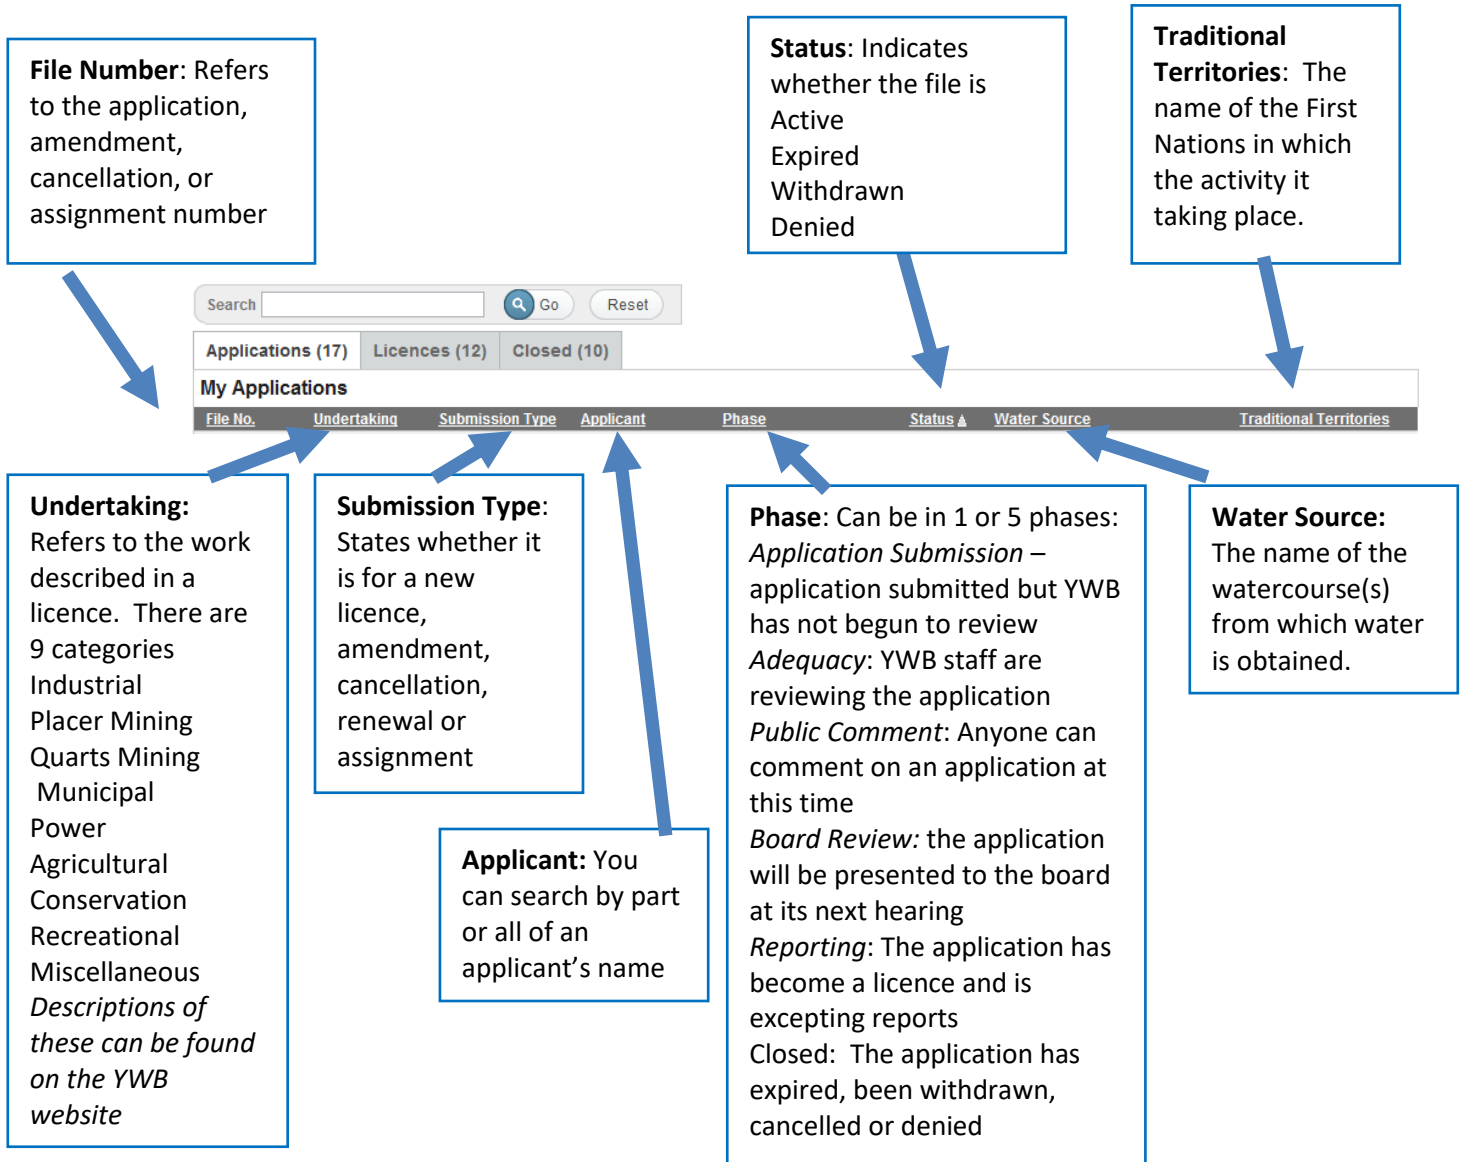 File Number: Refers
to the application,
amendment,
cancellation, or
assignment number
Status: Indicates
whether the file is
Active
Expired
Withdrawn
Denied
Traditional
Territories:  The
name of the First
Nations in which
the activity it
taking place.
Search
Go
Reset
Applications (17)
Licences (12)
Closed (10)
My Applications
File No.
Undertaking
Submission Type
Applicant
Phase
Status
Water Source
Traditional Territories
Undertaking:
Refers to the work
described in a
licence.  There are
9 categories
Industrial
Placer Mining
Quarts Mining
Municipal
Power
Agricultural
Conservation
Recreational
Miscellaneous
Descriptions of
these can be found
on the YWB
website
Submission Type:
States whether it
is for a new
licence,
amendment,
cancellation,
renewal or
assignment
Applicant: You
can search by part
or all of an
applicant’s name
Phase: Can be in 1 or 5 phases:
Application Submission –
application submitted but YWB
has not begun to review
Adequacy: YWB staff are
reviewing the application
Public Comment: Anyone can
comment on an application at
this time
Board Review: the application
will be presented to the board
at its next hearing
Reporting: The application has
become a licence and is
excepting reports
Closed:  The application has
expired, been withdrawn,
cancelled or denied
Water Source:
The name of the
watercourse(s)
from which water
is obtained.